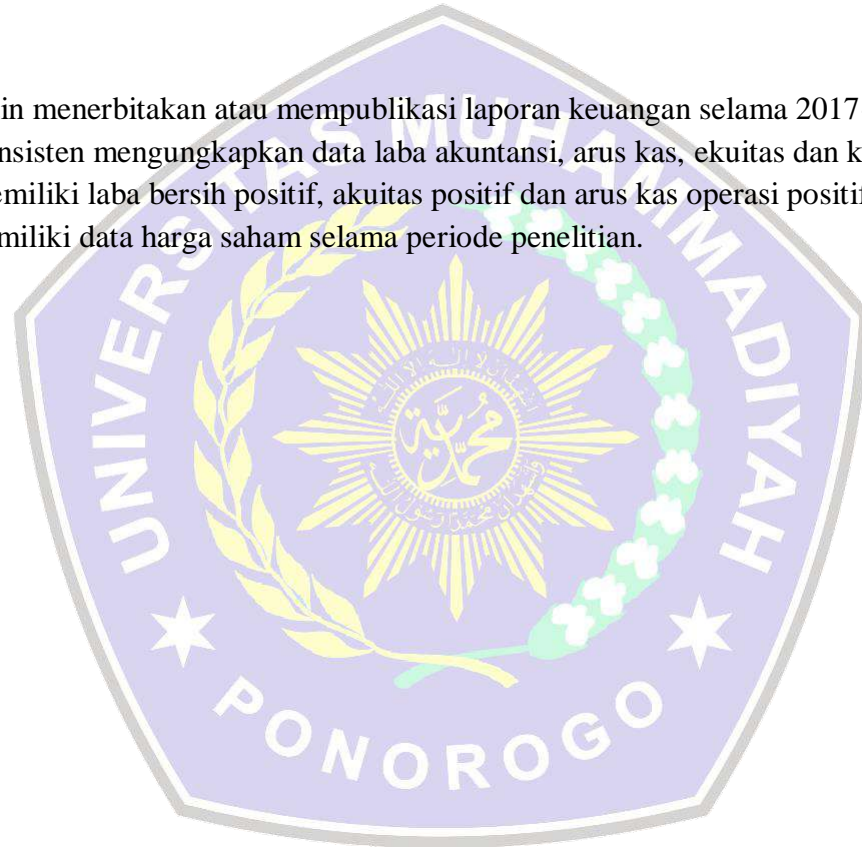 in menerbitakan atau mempublikasi laporan keuangan selama 2017
nsisten mengungkapkan data laba akuntansi, arus kas, ekuitas dan k
emiliki laba bersih positif, akuitas positif dan arus kas operasi positif
miliki data harga saham selama periode penelitian.
UNIVERSITAS MUHAMMADIYAH
PONOROGO